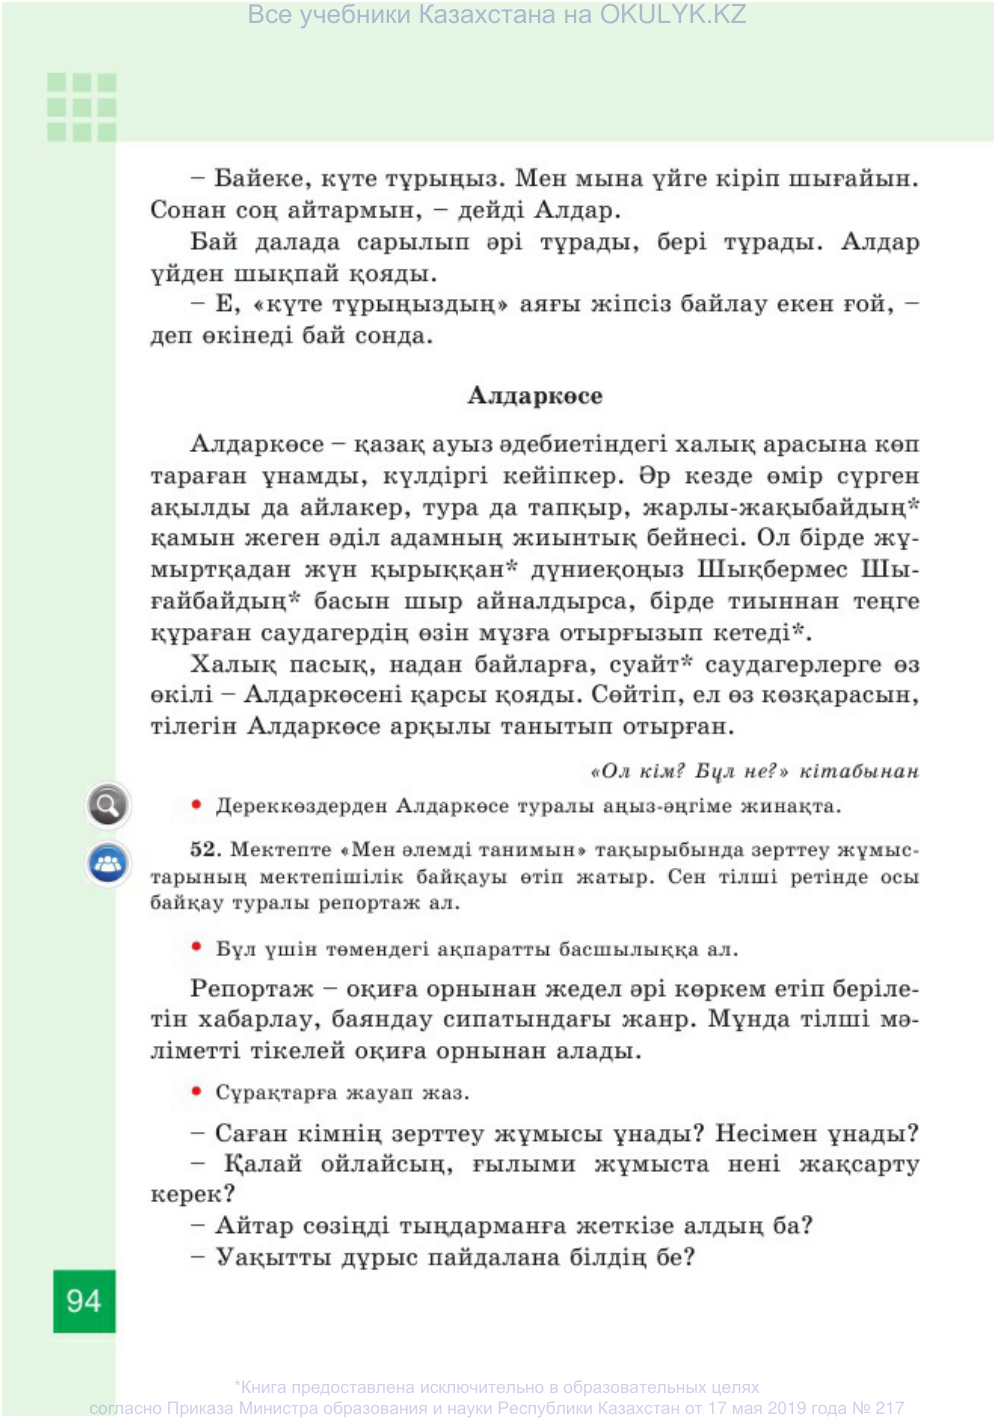 Все учебники Казахстана на OKULYK.KZ
– Байеке, күте тұрыңыз. Мен мына үйге кіріп шығайын.
Сонан соң айтармын, – дейді Алдар.
Бай далада сарылып әрі тұрады, бері тұрады. Алдар
үйден шықпай қояды.
– Е, «күте тұрыңыздың» аяғы жіпсіз байлау екен ғой, –
деп өкінеді бай сонда.
Алдаркөсе
Алдаркөсе – қазақ ауыз әдебиетіндегі халық арасына көп
тараған ұнамды, күлдіргі кейіпкер. Әр кезде өмір сүрген
ақылды да айлакер, тура да тапқыр, жарлы-жақыбайдың*
қамын жеген әділ адамның жиынтық бейнесі. Ол бірде жұ-
мыртқадан жүн қырыққан* дүниеқоңыз Шықбермес Шы-
ғайбайдың* басын шыр айналдырса, бірде тиыннан теңге
құраған саудагердің өзін мұзға отырғызып кетеді*.
Халық пасық, надан байларға, суайт* саудагерлерге өз
өкілі – Алдаркөсені қарсы қояды. Сөйтіп, ел өз көзқарасын,
тілегін Алдаркөсе арқылы танытып отырған.
«Ол кім? Бұл не?» кітабынан
• Дереккөздерден Алдаркөсе туралы аңыз-әңгіме жинақта.
52. Мектепте «Мен әлемді танимын» тақырыбында зерттеу жұмыс-
тарының мектепішілік байқауы өтіп жатыр. Сен тілші ретінде осы
байқау туралы репортаж ал.
• Бұл үшін төмендегі ақпаратты басшылыққа ал.
Репортаж – оқиға орнынан жедел әрі көркем етіп беріле-
тін хабарлау, баяндау сипатындағы жанр. Мұнда тілші мә-
ліметті тікелей оқиға орнынан алады.
• Сұрақтарға жауап жаз.
– Саған кімнің зерттеу жұмысы ұнады? Несімен ұнады?
– Қалай ойлайсың, ғылыми жұмыста нені жақсарту
керек?
– Айтар сөзіңді тыңдарманға жеткізе алдың ба?
– Уақытты дұрыс пайдалана білдің бе?
94
*Книга предоставлена исключительно в образовательных целях
согласно Приказа Министра образования и науки Республики Казахстан от 17 мая 2019 года № 217